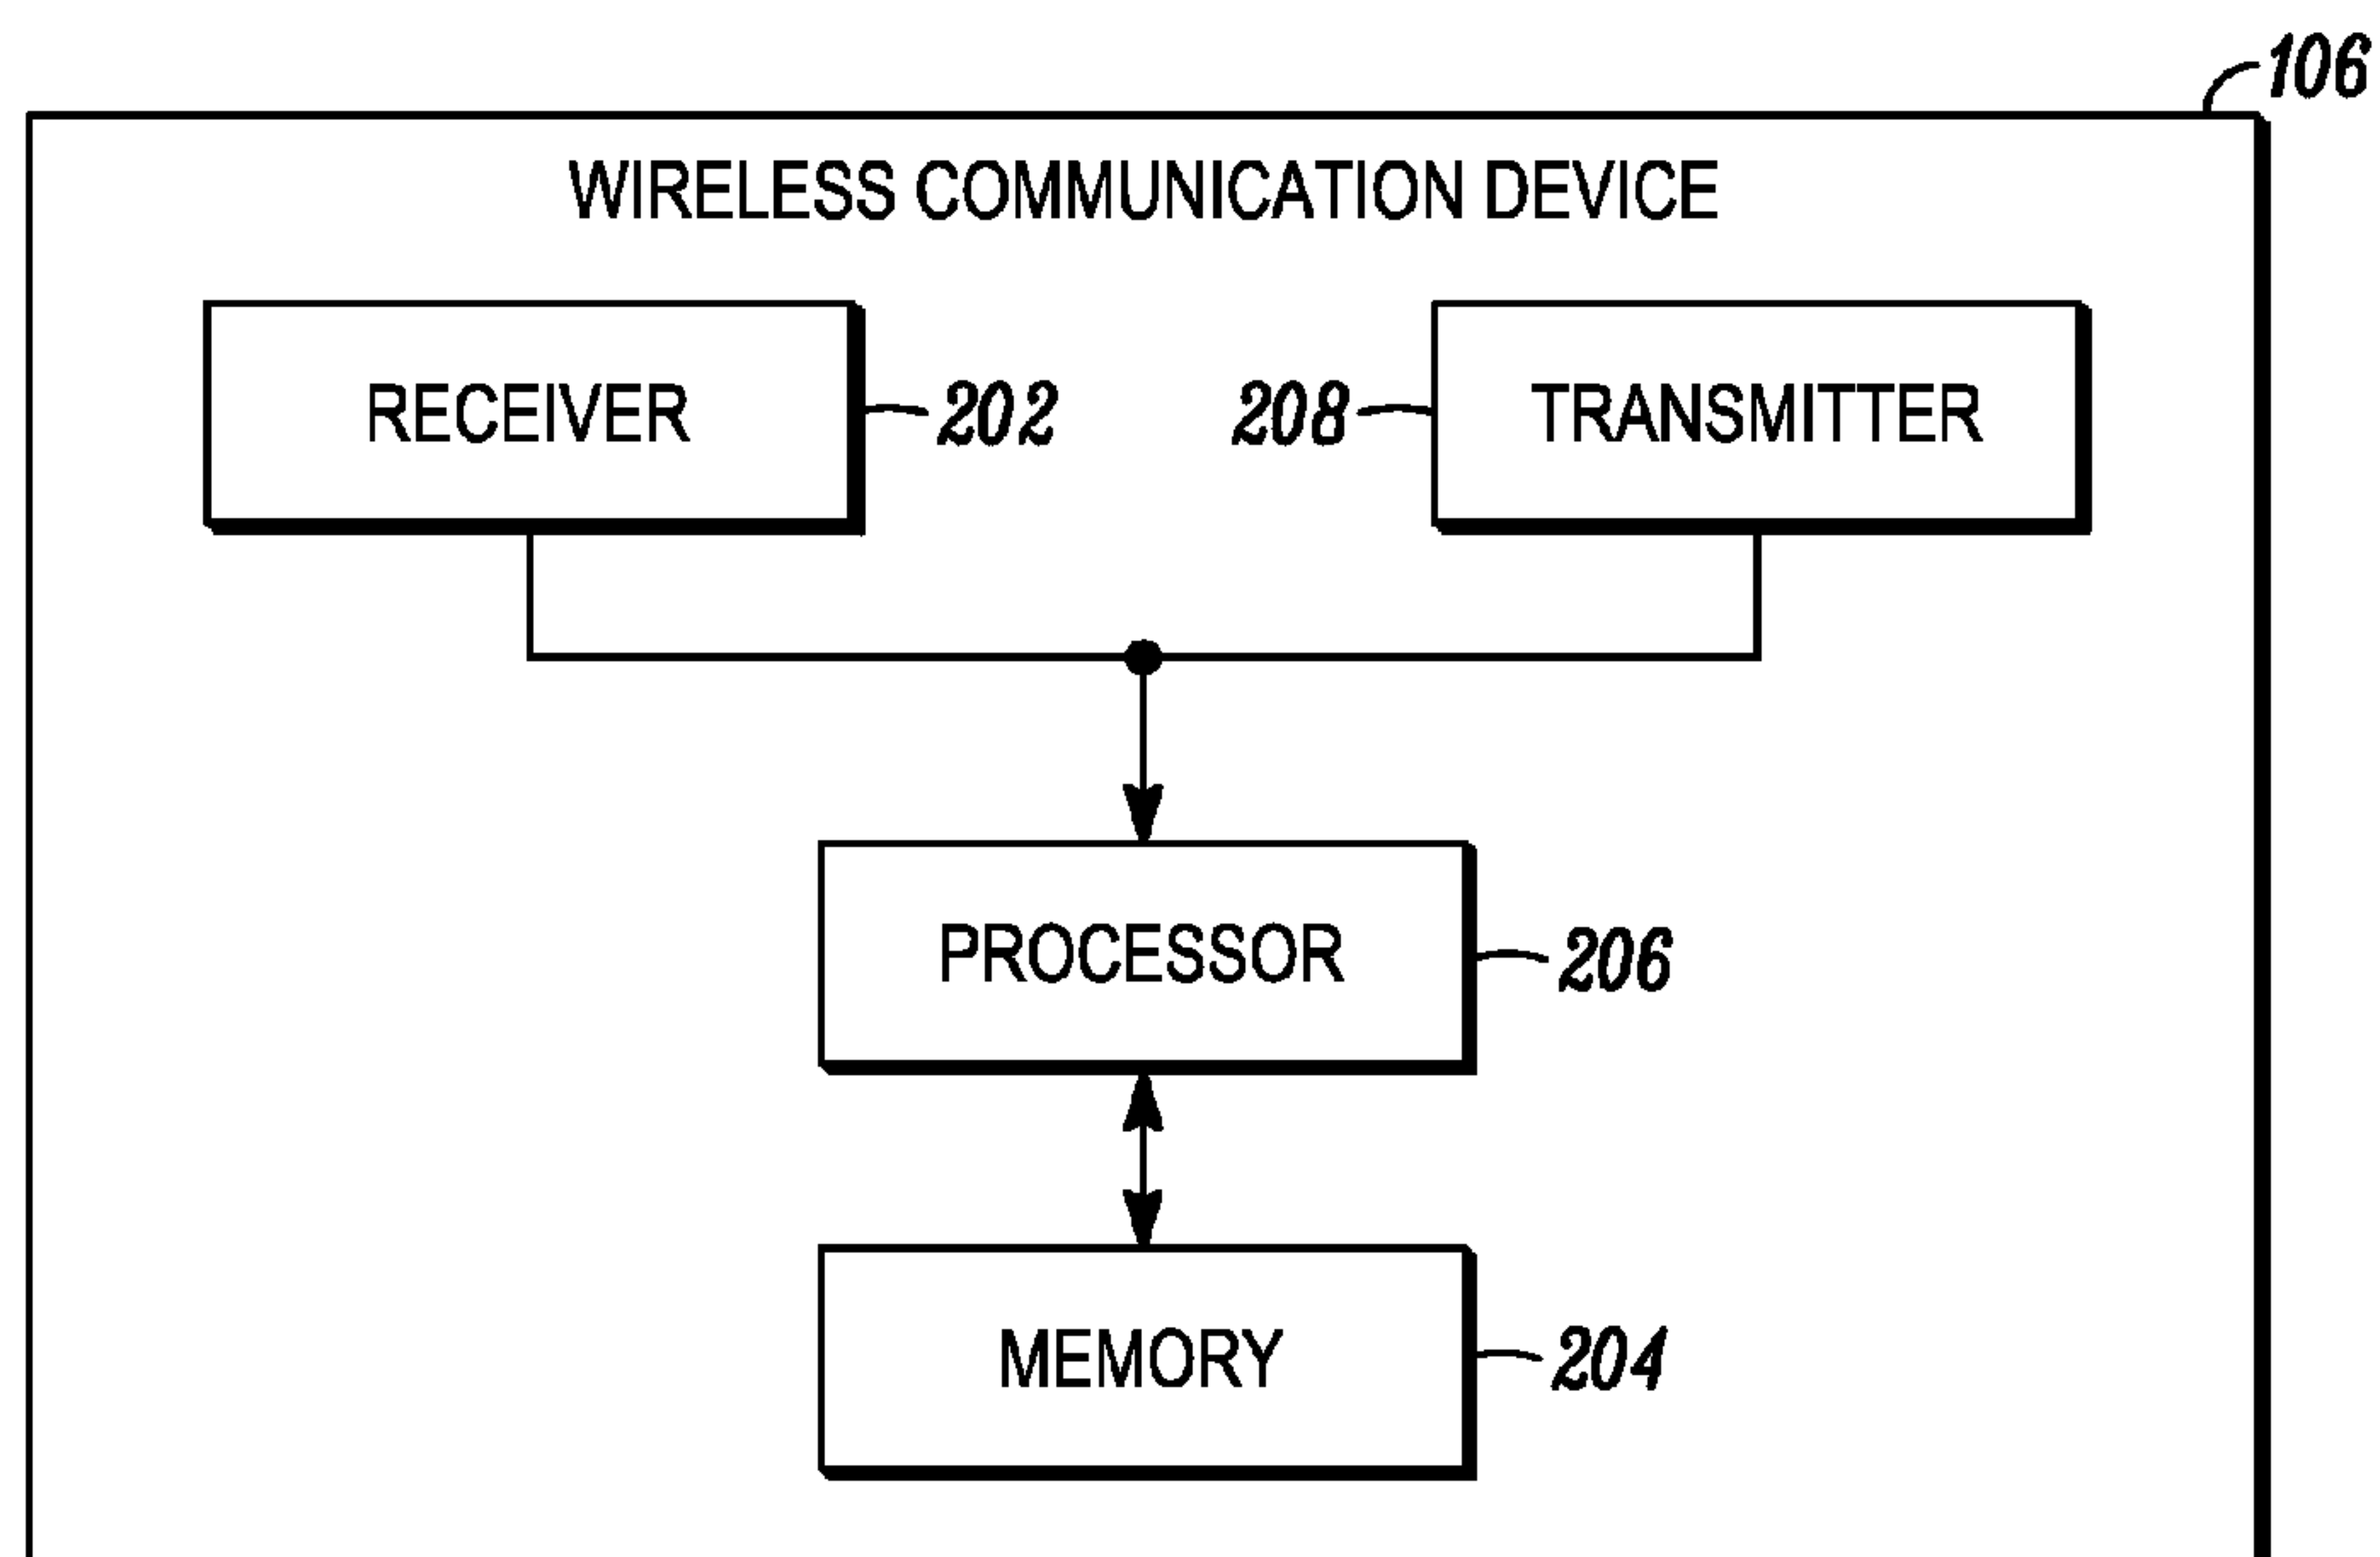 106
WIRELESS COMMUNICATION DEVICE
RECEIVER
202
208
TRANSMITTER
PROCESSOR
206
MEMORY
204